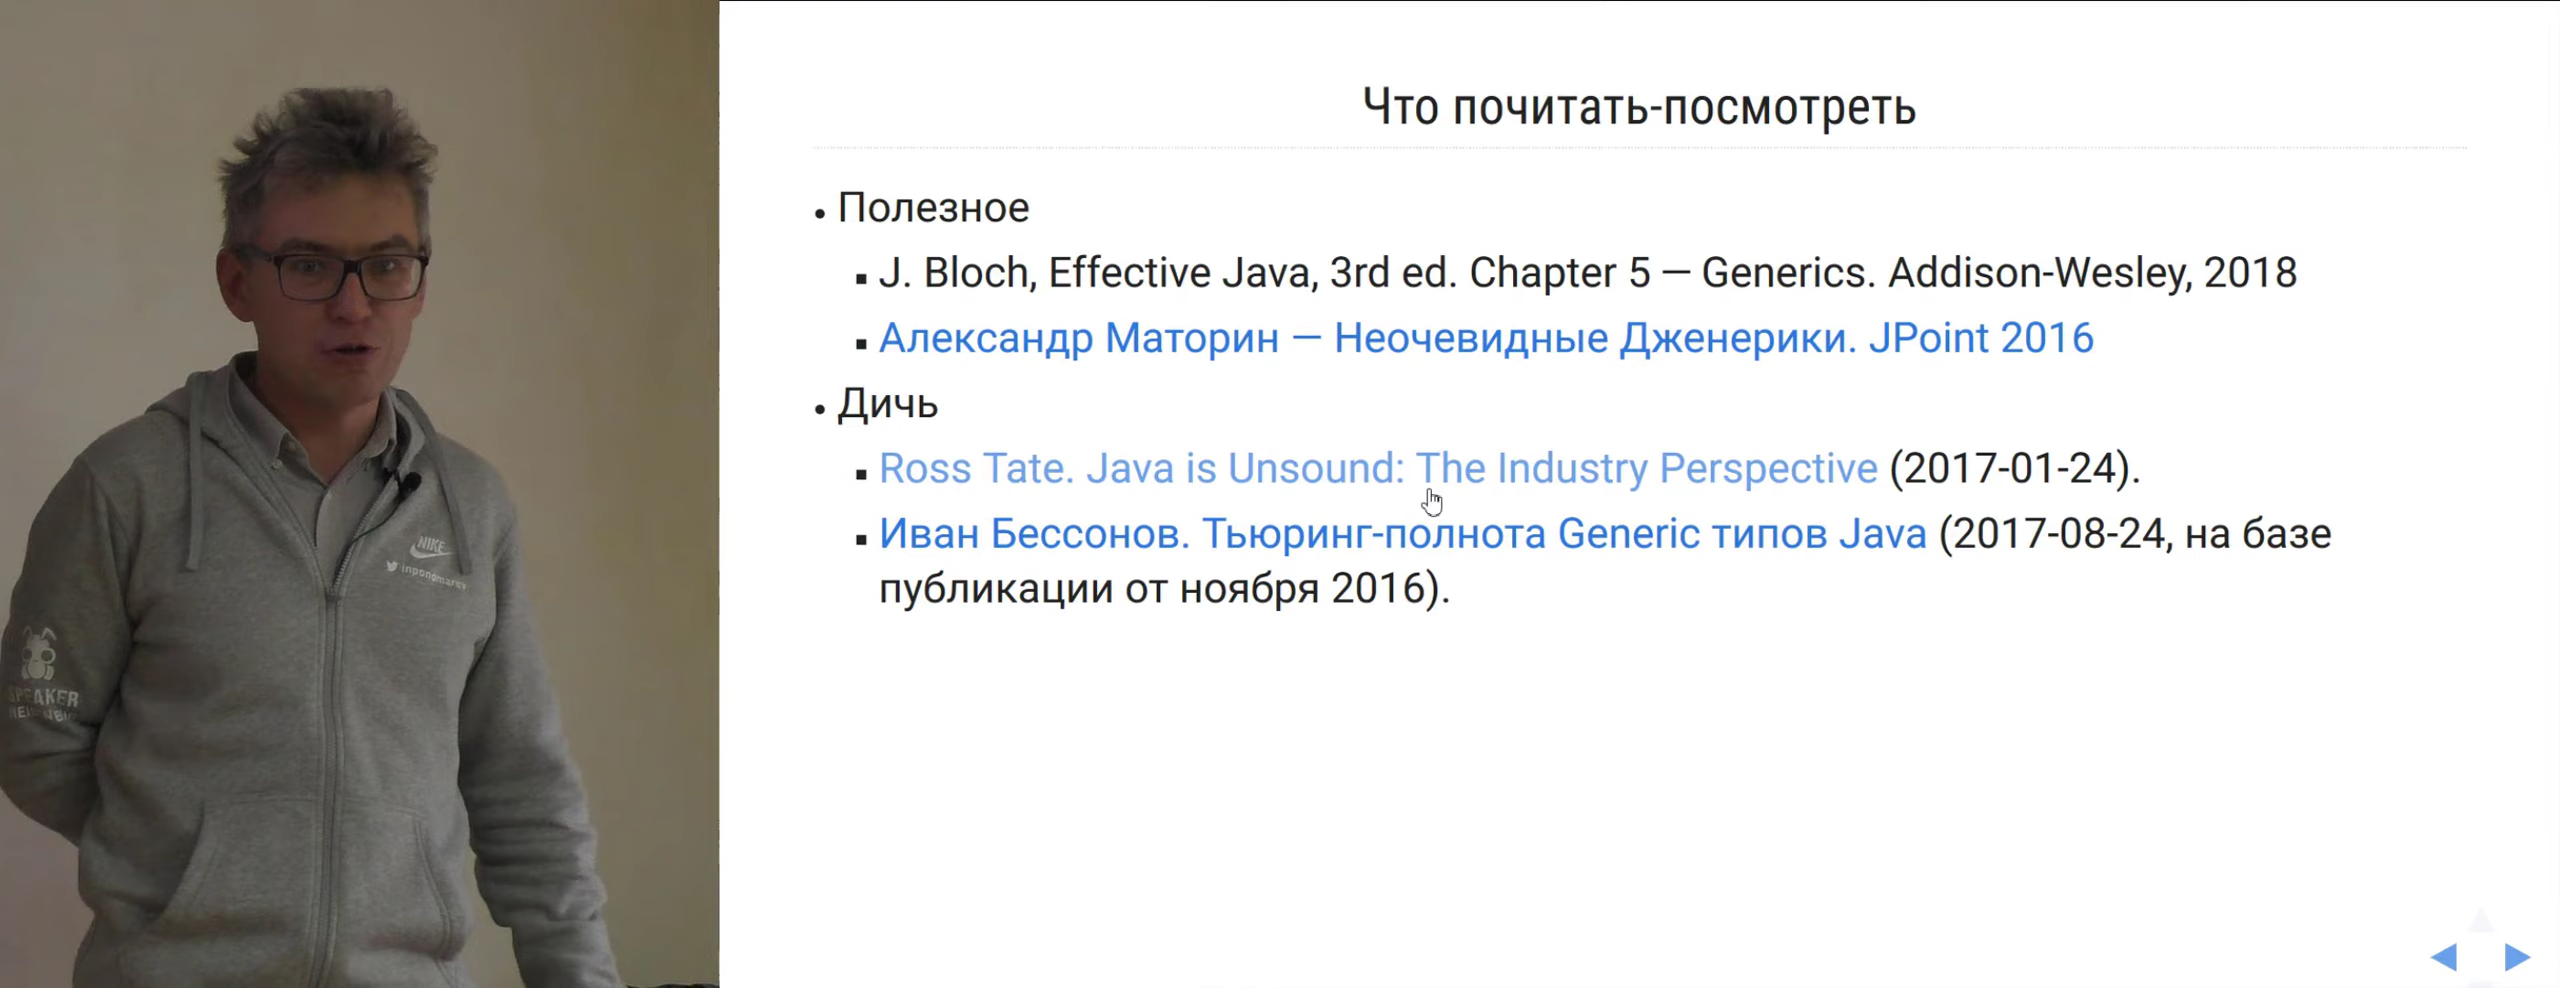 Что почитать-посмотреть
• Полезное
▪ J. Bloch, Effective Java, 3rd ed. Chapter 5 — Generics. Addison-Wesley, 2018
▪ Александр Маторин — Неочевидные Дженерики. JPoint 2016
• Дичь
▪ Ross Tate. Java is Unsound: The Industry Perspective (2017-01-24).
▪ Иван Бессонов. Тьюринг-полнота Generic типов Java (2017-08-24, на базе
публикации от ноября 2016).
NIKE
inponomarev
SPEAKER